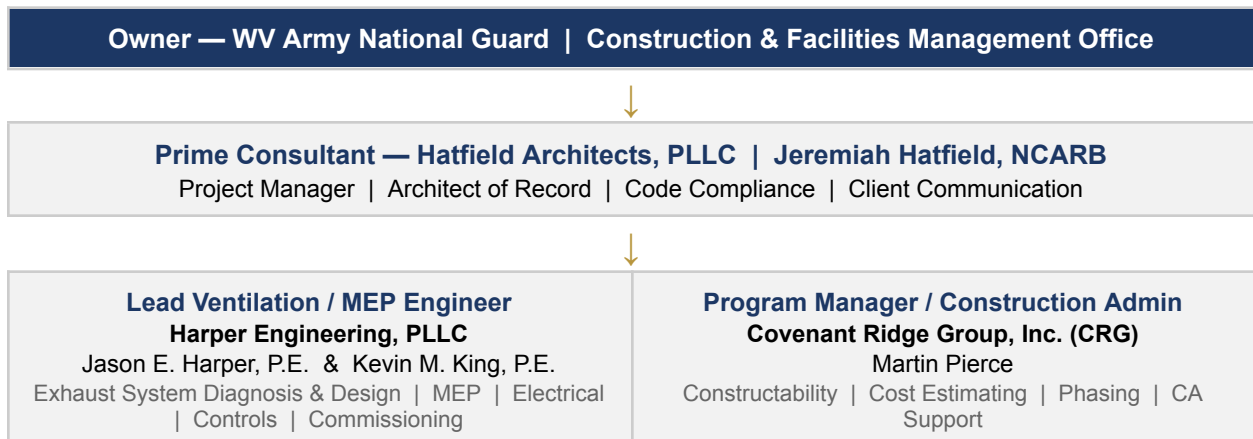 Owner — WV Army National Guard | Construction & Facilities Management Office
↓
Prime Consultant — Hatfield Architects, PLLC | Jeremiah Hatfield, NCARB
Project Manager | Architect of Record | Code Compliance | Client Communication
↓
Lead Ventilation / MEP Engineer
Harper Engineering, PLLC
Jason E. Harper, P.E. & Kevin M. King, P.E.
Exhaust System Diagnosis & Design | MEP | Electrical
| Controls | Commissioning
Program Manager / Construction Admin
Covenant Ridge Group, Inc. (CRG)
Martin Pierce
Constructability | Cost Estimating | Phasing | CA
Support